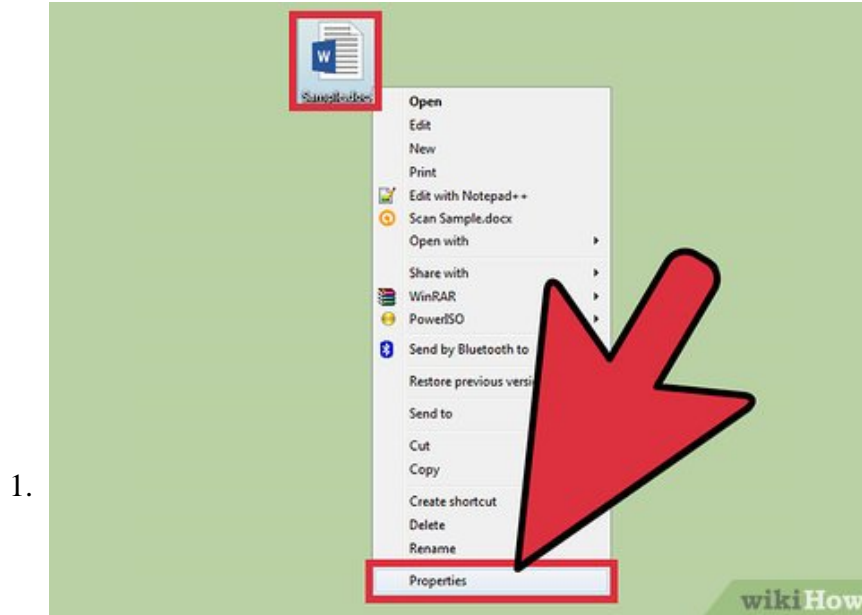 W
Sample.docx
Open
Edit
New
Print
Edit with Notepad++
Scan Sample.docx
Open with
Share with
WinRAR
PowerISO
Send by Bluetooth to
Restore previous versi
Send to
Cut
Copy
Create shortcut
Delete
Rename
1.
Properties
wikiHow